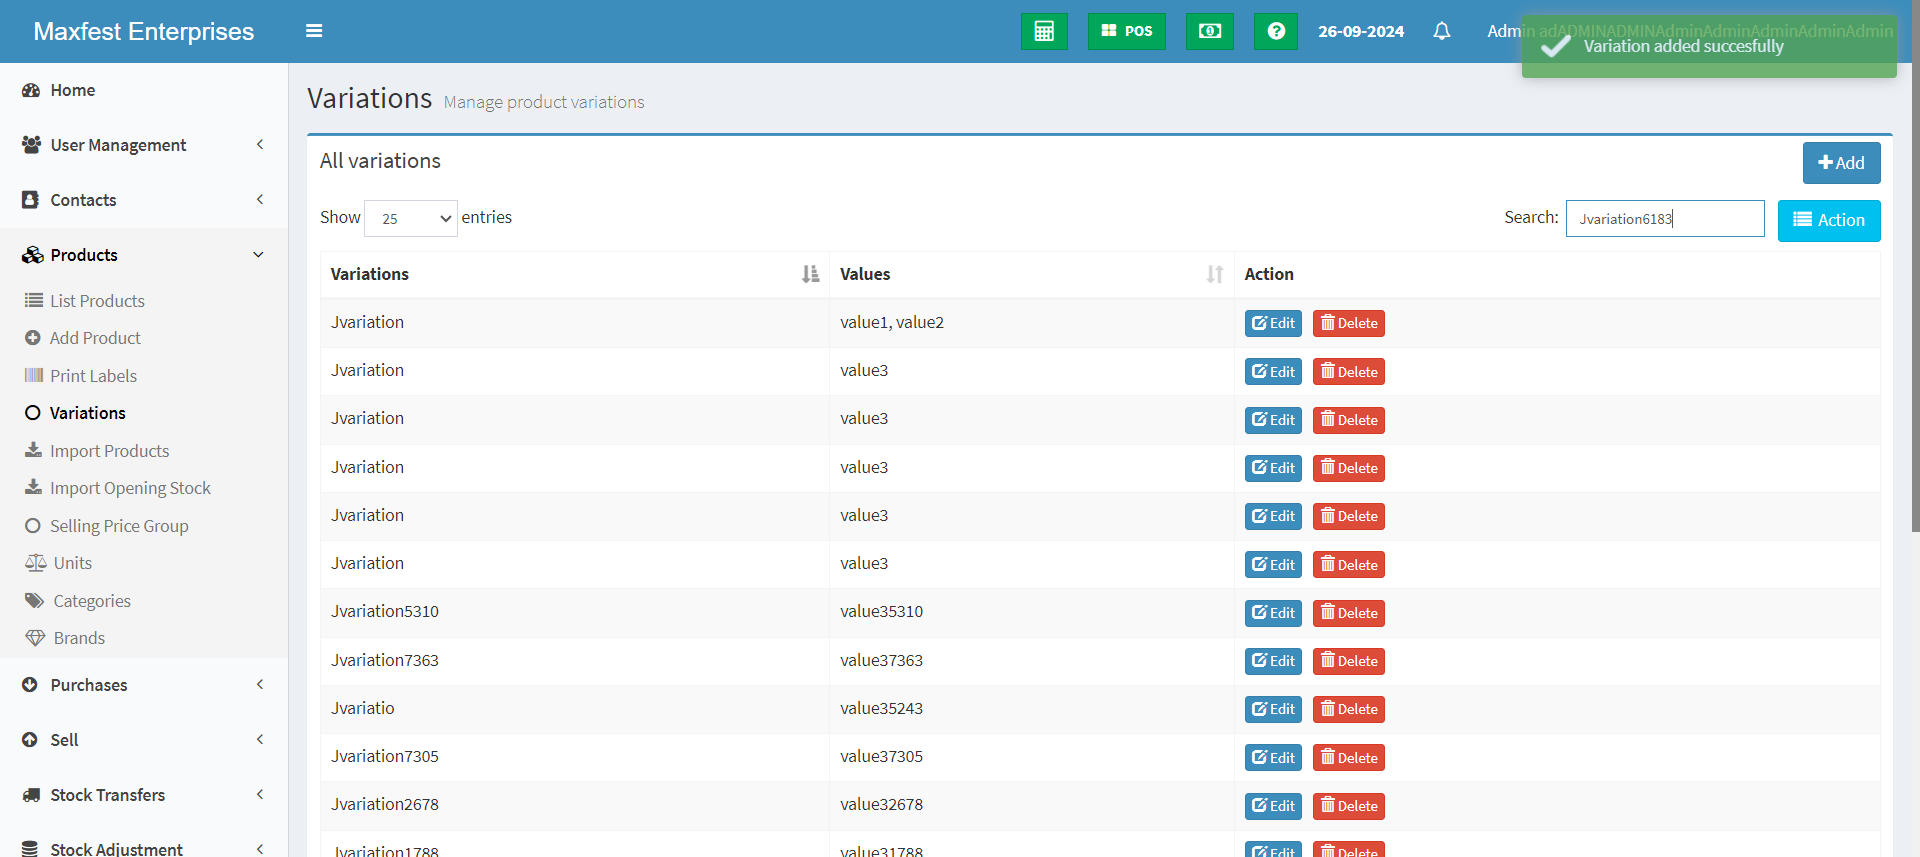 Maxfest Enterprises
POS
26-09-2024
Admin adADMINADMINAdminAdminAdminAdminAdmin
Variation added succesfully
Home
User Management
Contacts
Products
List Products
Add Product
Print Labels
Variations
Import Products
Import Opening Stock
Selling Price Group
Units
Categories
Brands
Purchases
Sell
Stock Transfers
Stock Adjustment
Variations Manage product variations
All variations
Add
Show 25 entries
Search: Jvariation6183
Action
Variations Values Action
Jvariation value1, value2 Edit Delete
Jvariation value3 Edit Delete
Jvariation value3 Edit Delete
Jvariation value3 Edit Delete
Jvariation value3 Edit Delete
Jvariation value3 Edit Delete
Jvariation5310 value35310 Edit Delete
Jvariation7363 value37363 Edit Delete
Jvariatio value35243 Edit Delete
Jvariation7305 value37305 Edit Delete
Jvariation2678 value32678 Edit Delete
Jvariation1788 value31788 Edit Delete